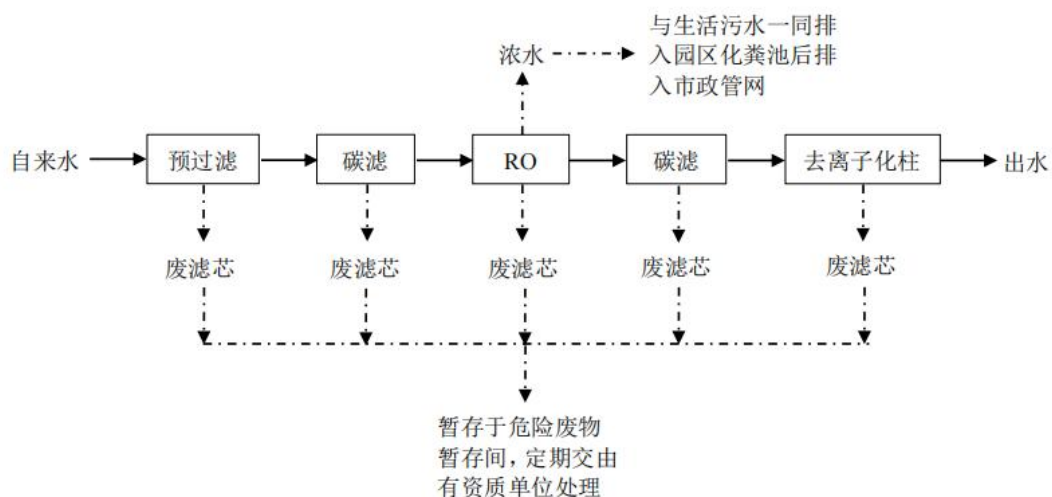 与生活污水一同排
浓水 入园区化粪池后排
入市政管网
自来水 预过滤 碳滤 RO 碳滤 去离子化柱 出水
废滤芯 废滤芯 废滤芯 废滤芯 废滤芯
暂存于危险废物
暂存间，定期交由
有资质单位处理